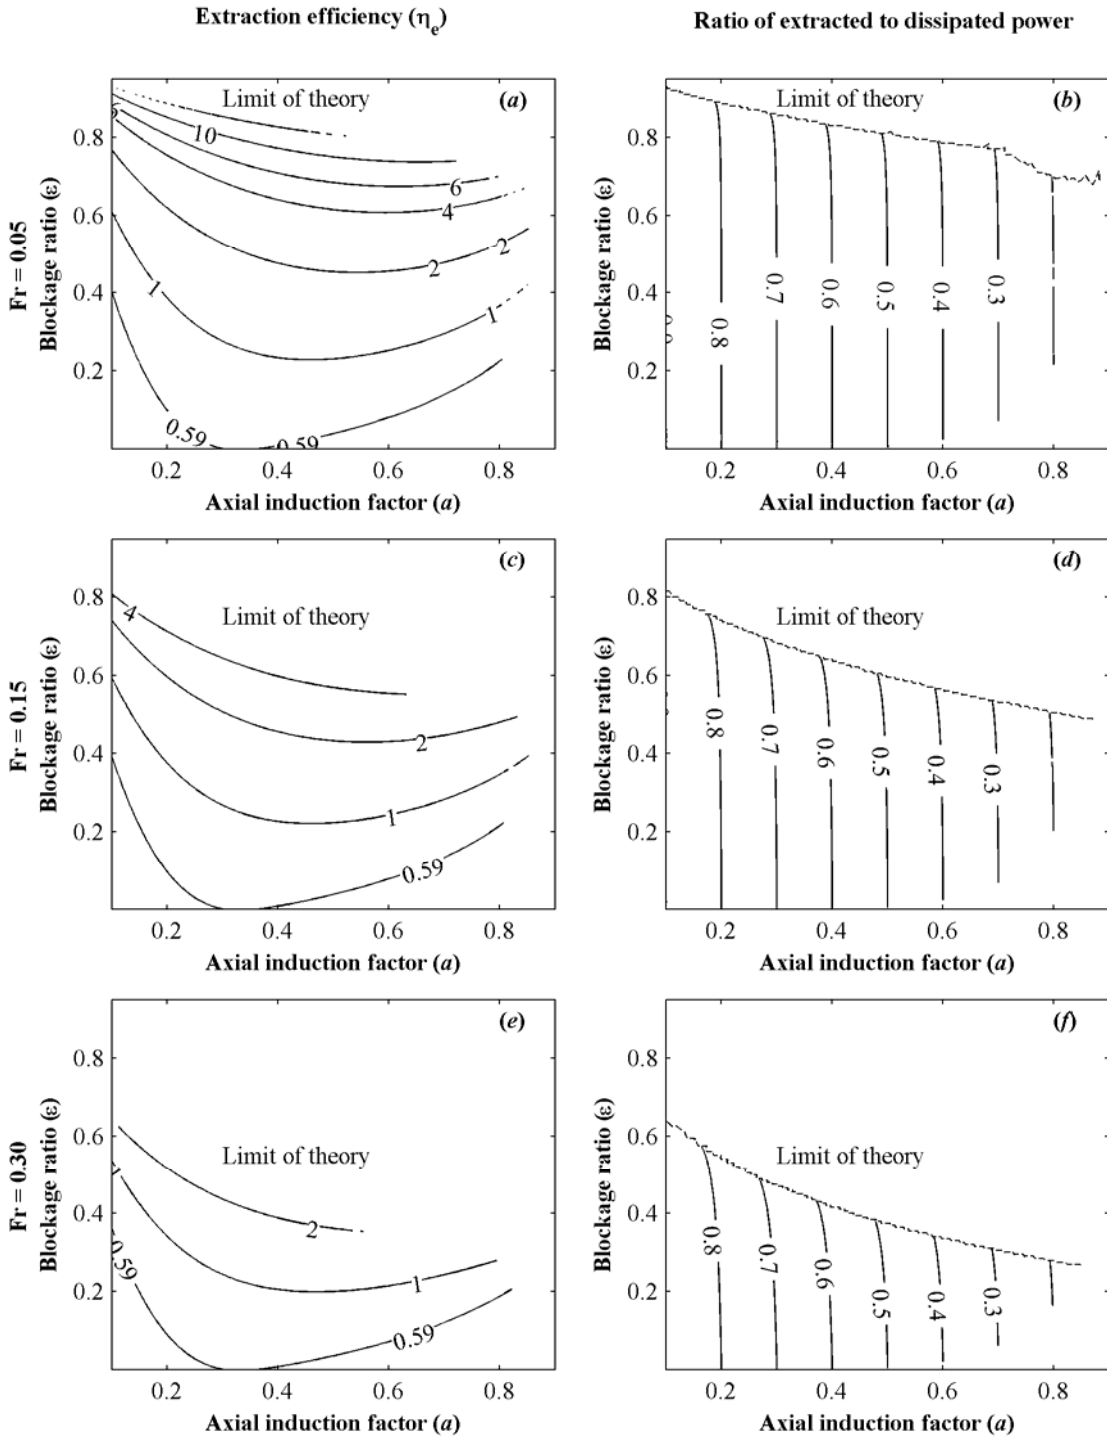 Extraction efficiency (ηe)
Ratio of extracted to dissipated power
Fr = 0.05
Blockage ratio (ε)
0.8
0.6
0.4
0.2
Limit of theory
(a)
10
6
4
2
2
1
1
0.59
0.59
0.2 0.4 0.6 0.8
Axial induction factor (a)
Blockage ratio (ε)
0.8
0.6
0.4
0.2
Limit of theory
(b)
0.8
0.7
0.6
0.5
0.4
0.3
0.2 0.4 0.6 0.8
Axial induction factor (a)
Fr = 0.15
Blockage ratio (ε)
0.8
0.6
0.4
0.2
Limit of theory
(c)
4
2
1
0.59
0.2 0.4 0.6 0.8
Axial induction factor (a)
Blockage ratio (ε)
0.8
0.6
0.4
0.2
Limit of theory
(d)
0.8
0.7
0.6
0.5
0.4
0.3
0.2 0.4 0.6 0.8
Axial induction factor (a)
Fr = 0.30
Blockage ratio (ε)
0.8
0.6
0.4
0.2
Limit of theory
(e)
2
1
1
0.59
0.59
0.2 0.4 0.6 0.8
Axial induction factor (a)
Blockage ratio (ε)
0.8
0.6
0.4
0.2
Limit of theory
(f)
0.8
0.7
0.6
0.5
0.4
0.3
0.2 0.4 0.6 0.8
Axial induction factor (a)